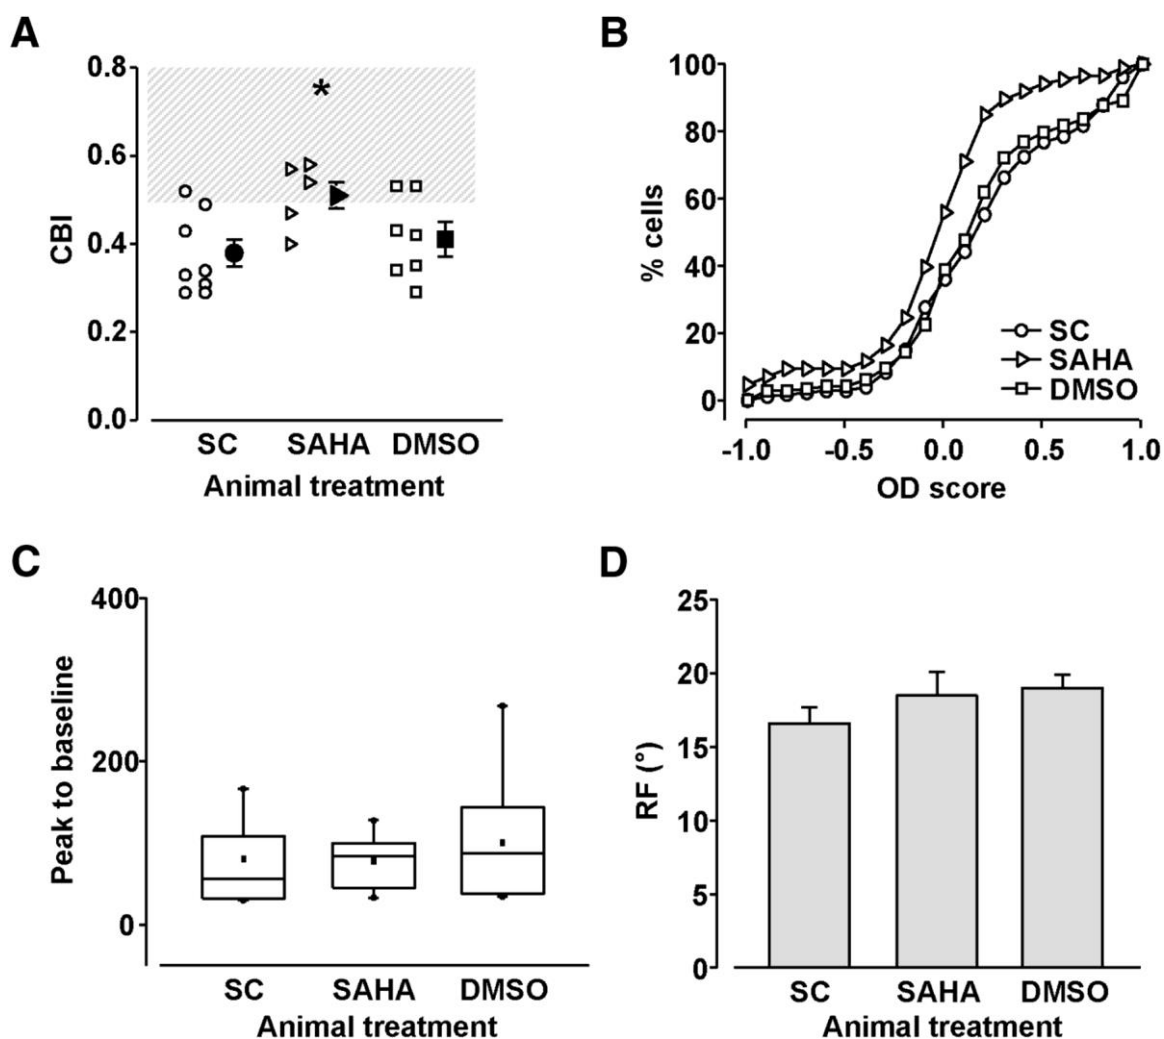 A
0.8
0.6
0.4
0.2
0.0
CBI
*
SC SAHA DMSO
Animal treatment
B
100
80
60
40
20
0
% cells
SC
SAHA
DMSO
-1.0 -0.5 0.0 0.5 1.0
OD score
C
400
200
0
Peak to baseline
SC SAHA DMSO
Animal treatment
D
25
20
15
10
5
0
RF (°)
SC SAHA DMSO
Animal treatment